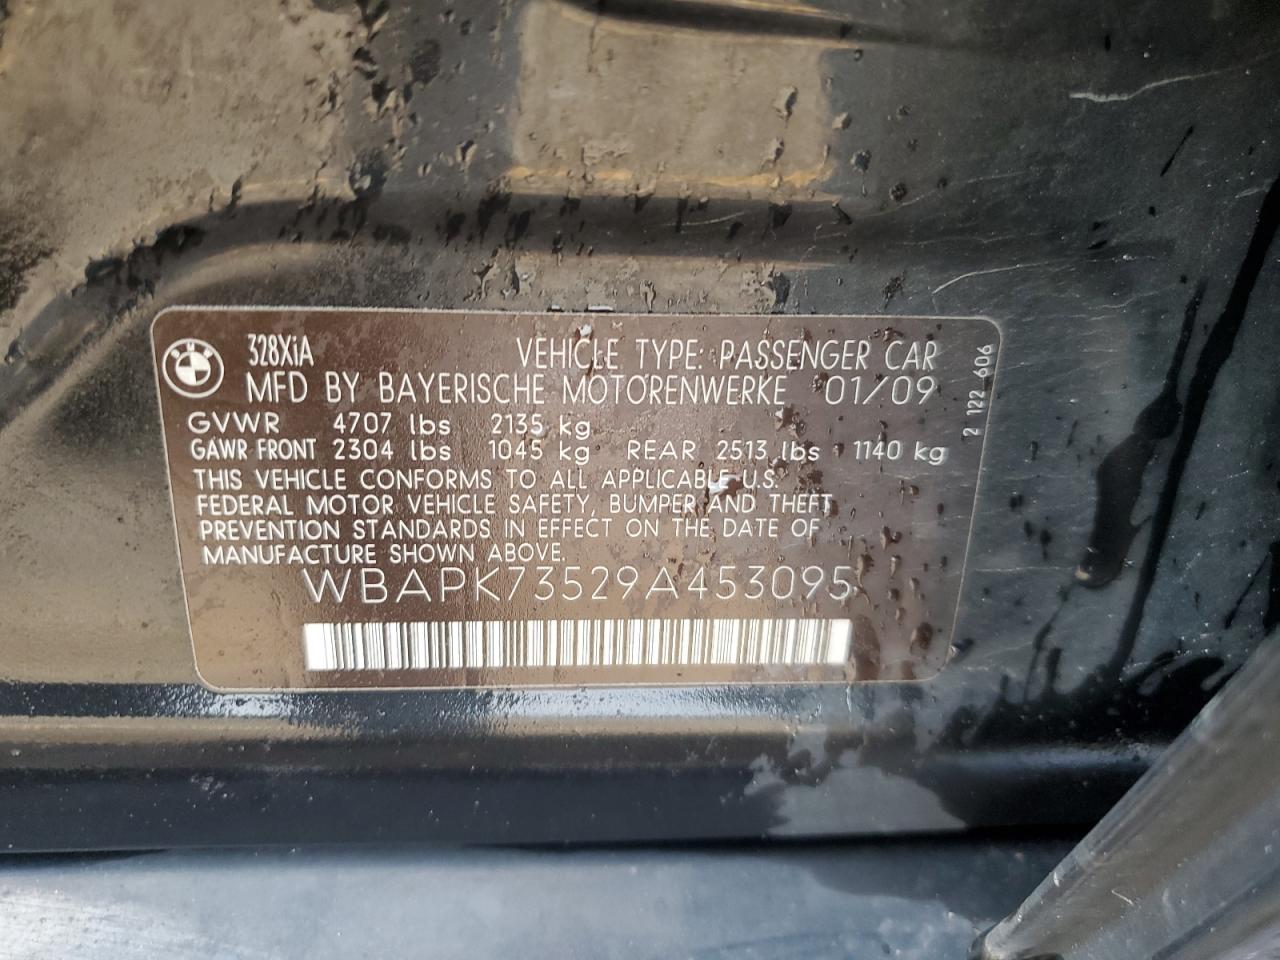 328XiA VEHICLE TYPE: PASSENGER CAR
MFD BY BAYERISCHE MOTORENWERKE 01/09
GVWR 4707 lbs 2135 kg
GAWR FRONT 2304 lbs 1045 kg REAR 2513 lbs 1140 kg
THIS VEHICLE CONFORMS TO ALL APPLICABLE U.S.
FEDERAL MOTOR VEHICLE SAFETY, BUMPER AND THEFT
PREVENTION STANDARDS IN EFFECT ON THE DATE OF
MANUFACTURE SHOWN ABOVE.
WBAPK73529A453095
2 122 606